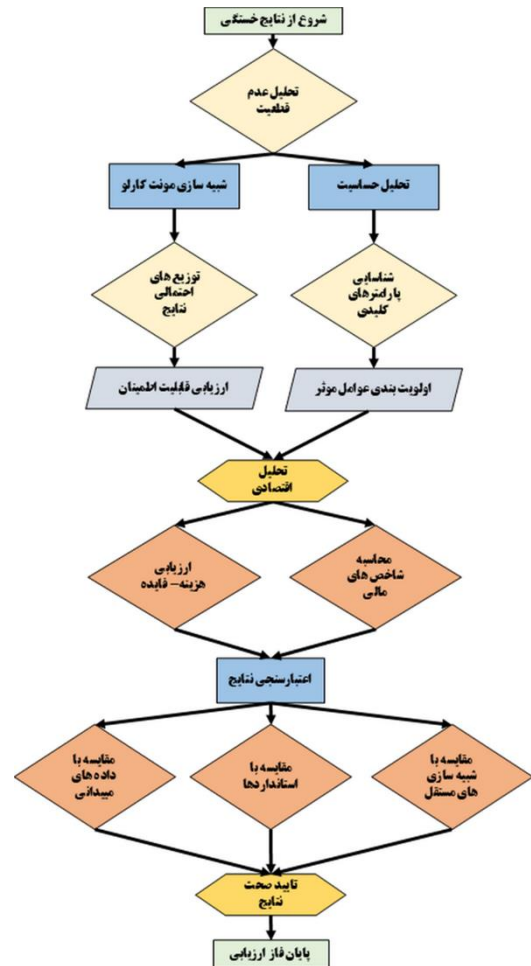 شروع از نتایج خستگی
تحلیل عدم
قطعیت
تحلیل حساسیت
شبیه سازی مونت کارلو
شناسایی
پارامترهای
کلیدی
توزیع های
احتمالی
نتایج
اولویت بندی عوامل موثر
ارزیابی قابلیت اطمینان
تحلیل
اقتصادی
محاسبه
شاخص های
مالی
ارزیابی
هزینه- فایده
اعتبارسنجی نتایج
مقایسه با
شبیه سازی
های مستقل
مقایسه با
استانداردها
مقایسه با
داده های
میدانی
تایید صحت
نتایج
پایان فاز ارزیابی